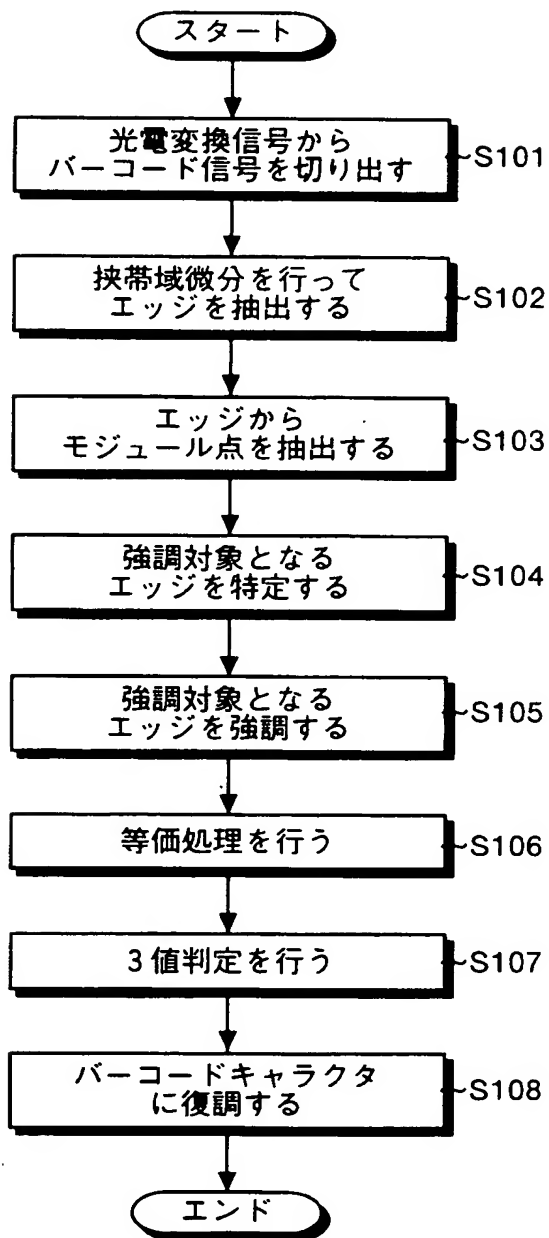 スタート
光電変換信号から
バーコード信号を切り出す
S101
挟帯域微分を行って
エッジを抽出する
S102
エッジから
モジュール点を抽出する
S103
強調対象となる
エッジを特定する
S104
強調対象となる
エッジを強調する
S105
等価処理を行う
S106
3値判定を行う
S107
バーコードキャラクタ
に復調する
S108
エンド